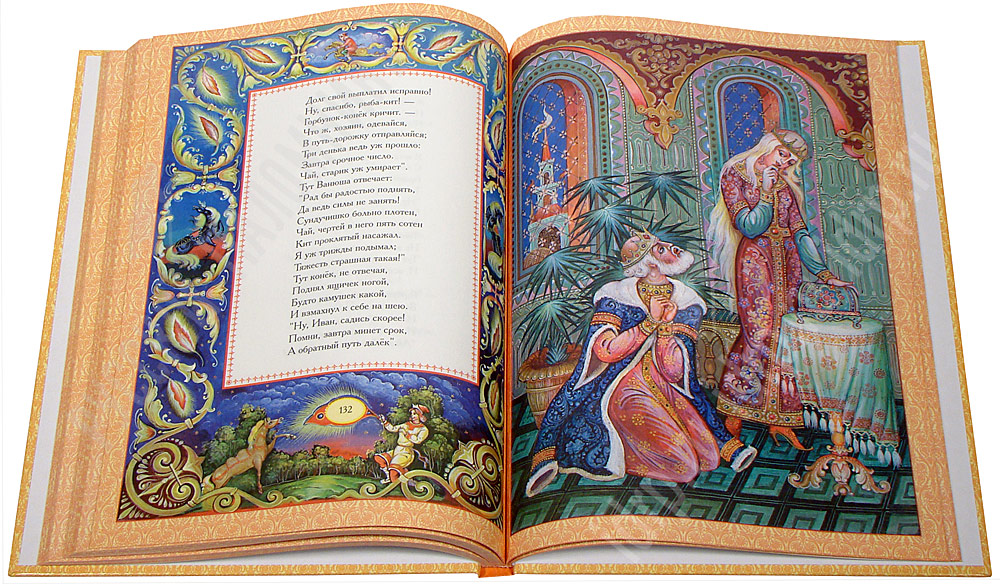 Долг свой выплатил исправно!
Ну, спасибо, рыба-кит! —
Горбунок-конёк кричит. —
Что ж, хозяин, одевайся,
В путь-дорожку отправляйся;
Три денька ведь уж прошло:
Завтра срочное число.
Чай, старик уж умирает".
Тут Ванюша отвечает:
"Рад бы радостью поднять,
Да ведь силы не занять!
Сундучишко больно плотен,
Чай, чертей в него пять сотен
Кит проклятый насажал.
Я уж трижды подымал;
Тяжесть страшная такая!"
Тут конёк, не отвечая,
Поднял ящичек ногой,
Будто камушек какой,
И взмахнул к себе на шею.
"Ну, Иван, садись скорее!
Помни, завтра минет срок,
А обратный путь далёк".
132